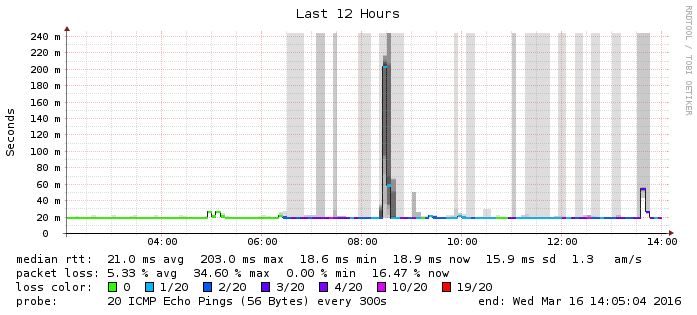 Last 12 Hours
RRDTOOL / TOBI OETIKER
Seconds
240 m
220 m
200 m
180 m
160 m
140 m
120 m
100 m
80 m
60 m
40 m
20 m
0
04:00 06:00 08:00 10:00 12:00 14:00
median rtt: 21.0 ms avg 203.0 ms max 18.6 ms min 18.9 ms now 15.9 ms sd 1.3 am/s
packet loss: 5.33 % avg 34.60 % max 0.00 % min 16.47 % now
loss color: 0 1/20 2/20 3/20 4/20 10/20 19/20
probe: 20 ICMP Echo Pings (56 Bytes) every 300s end: Wed Mar 16 14:05:04 2016